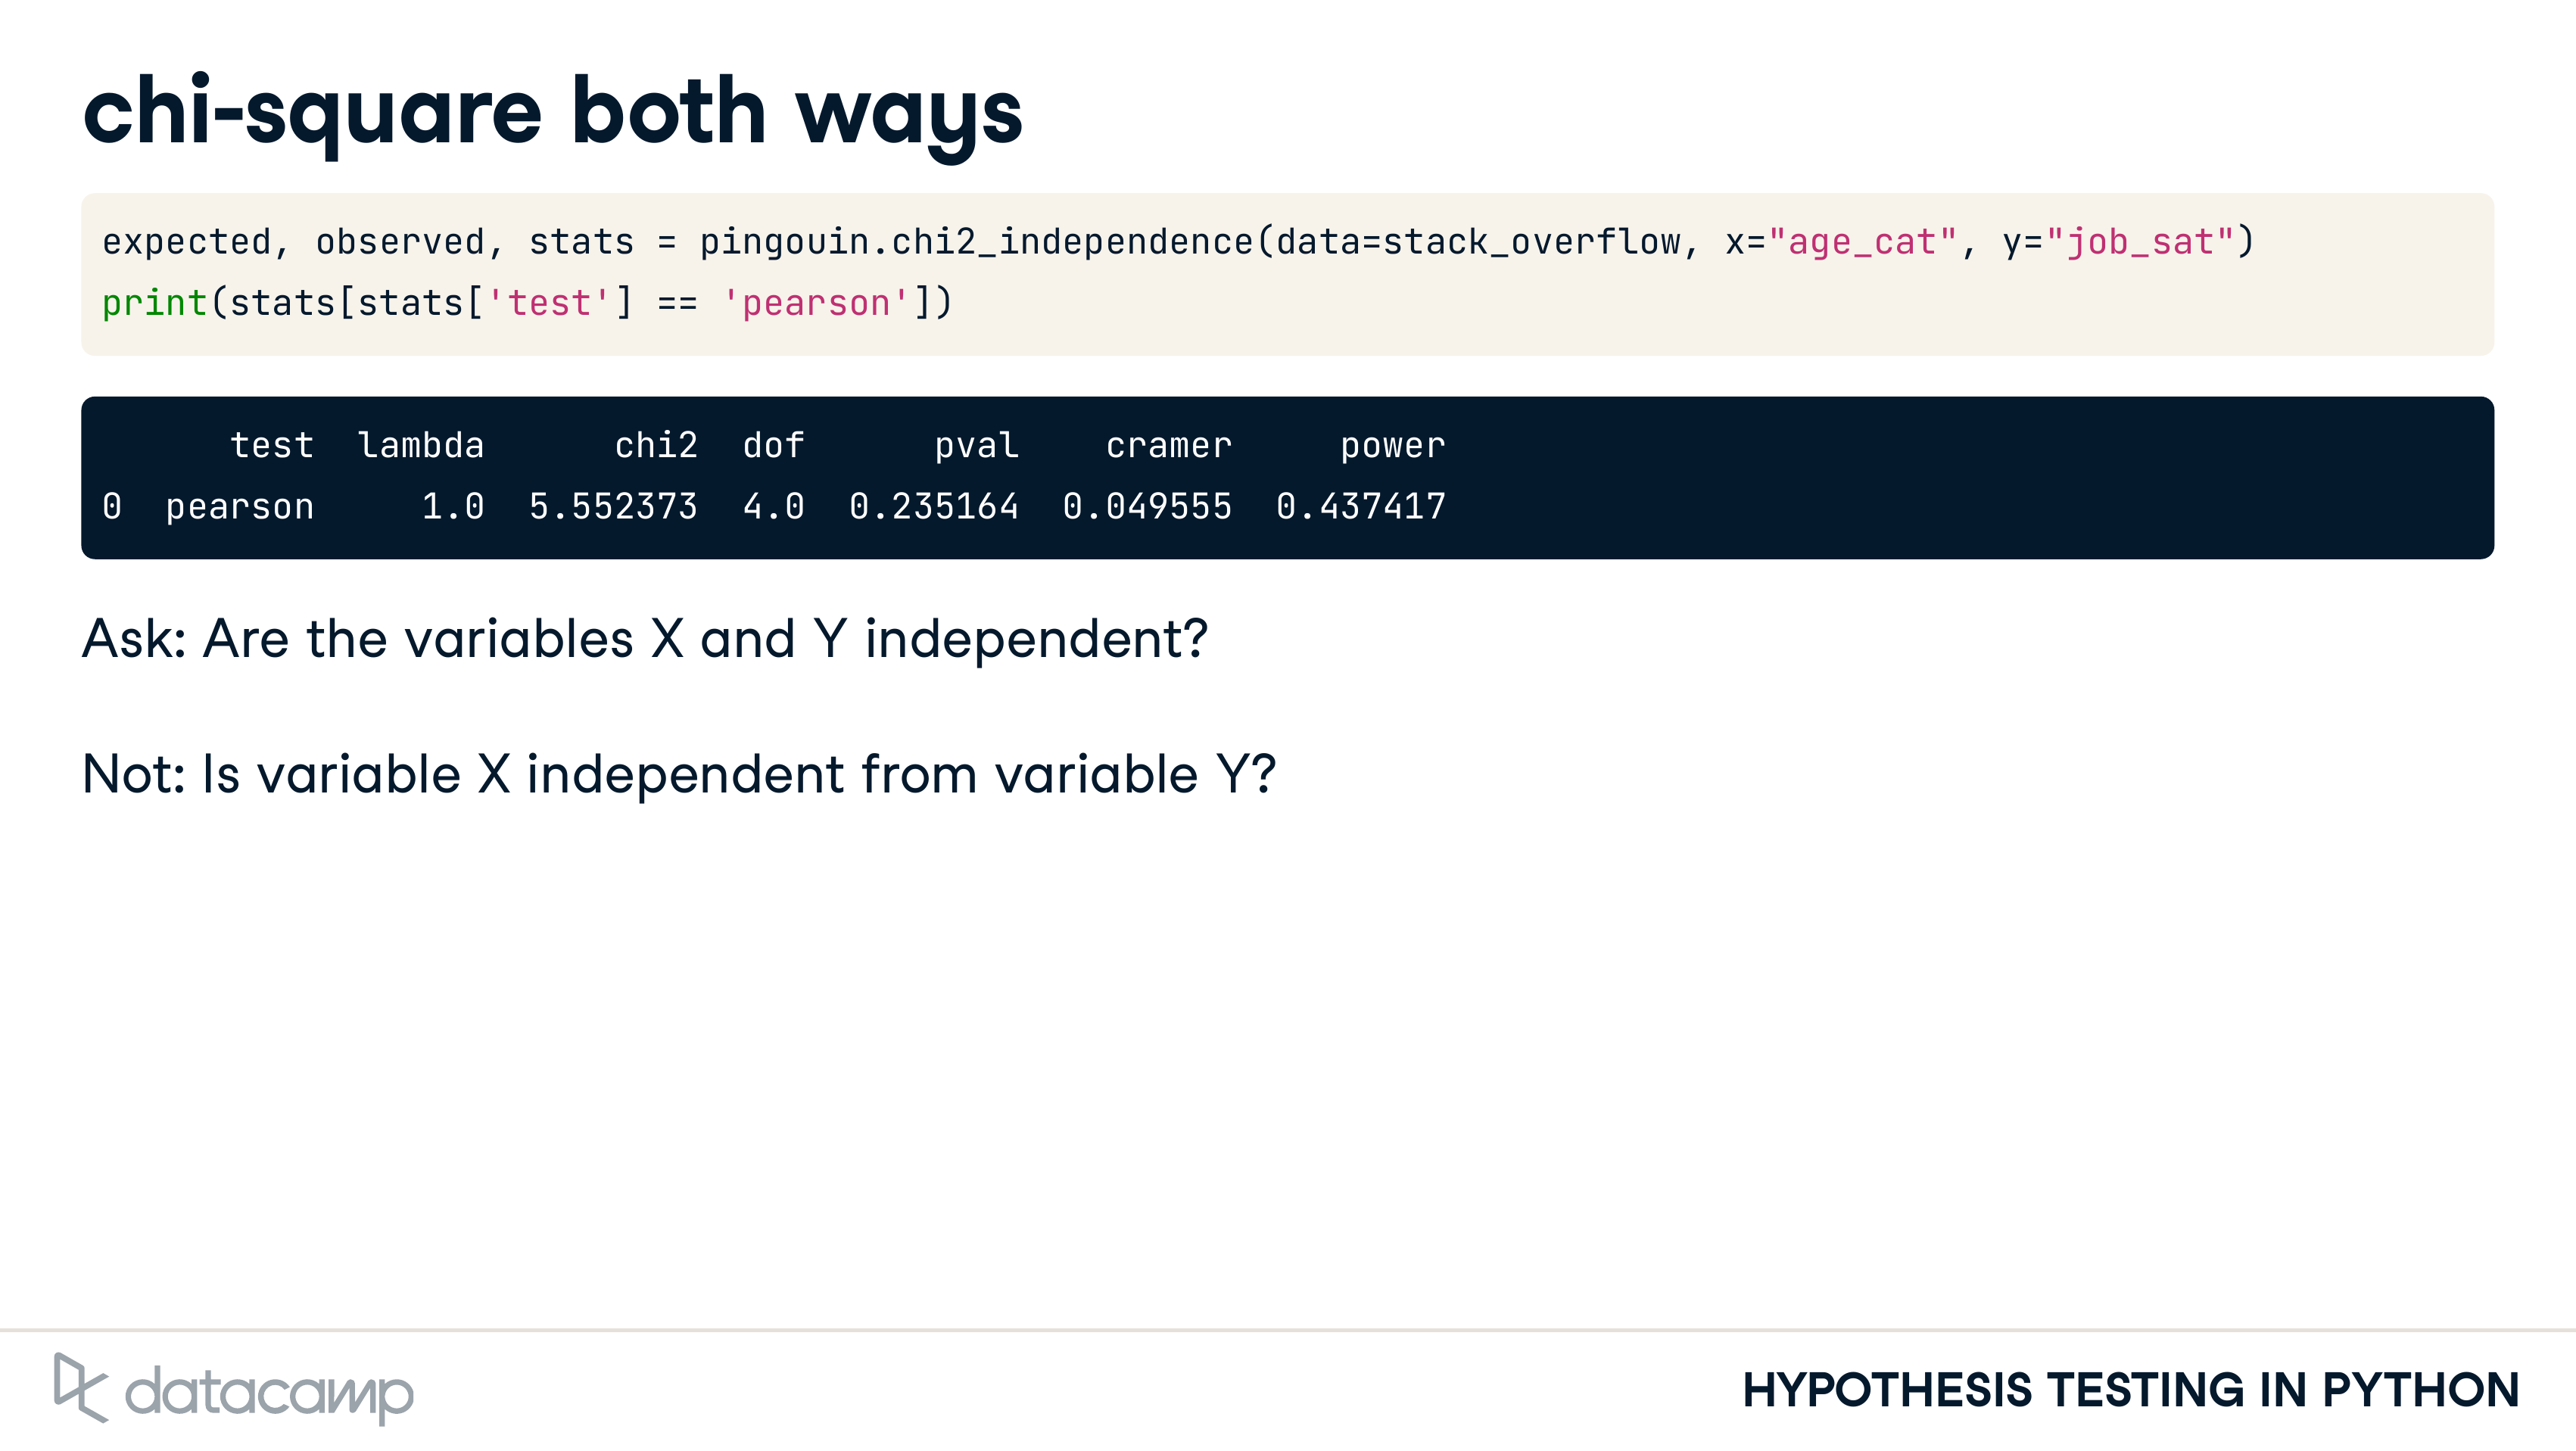 chi-square both ways
expected, observed, stats = pingouin.chi2_independence(data=stack_overflow, x="age_cat", y="job_sat")
print(stats[stats['test'] == 'pearson'])
test lambda chi2 dof pval cramer power
0 pearson 1.0 5.552373 4.0 0.235164 0.049555 0.437417
Ask: Are the variables X and Y independent?
Not: Is variable X independent from variable Y?
datacamp
HYPOTHESIS TESTING IN PYTHON